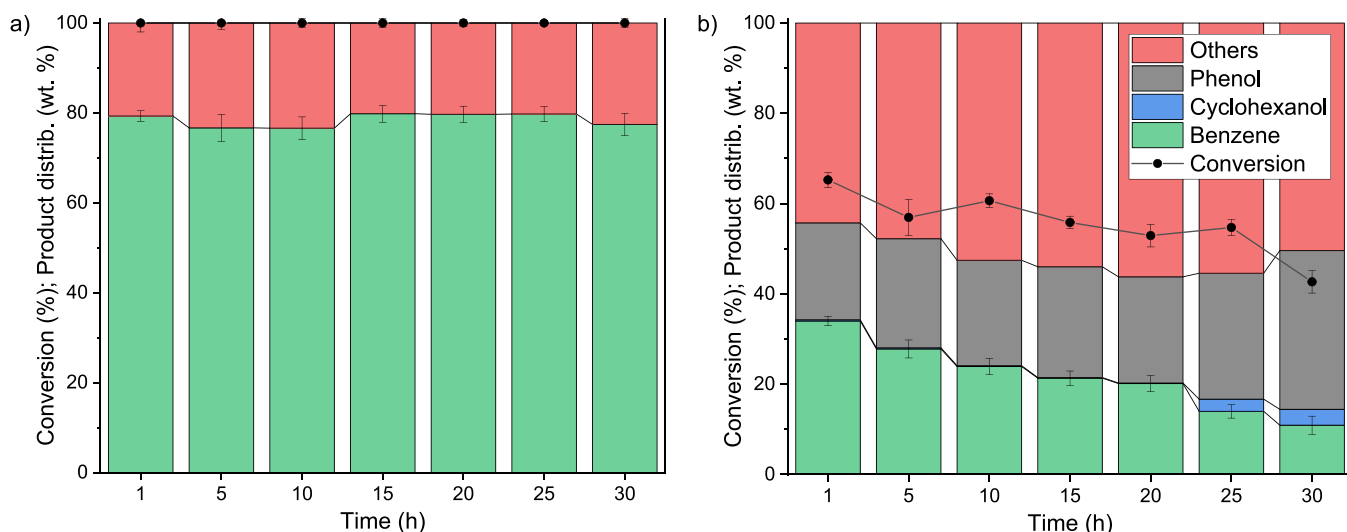 a)
Conversion (%); Product distrib. (wt. %)
100
80
60
40
20
0
1 5 10 15 20 25 30
Time (h)
b)
Conversion (%); Product distrib. (wt. %)
100
80
60
40
20
0
Others
Phenol
Cyclohexanol
Benzene
Conversion
1 5 10 15 20 25 30
Time (h)